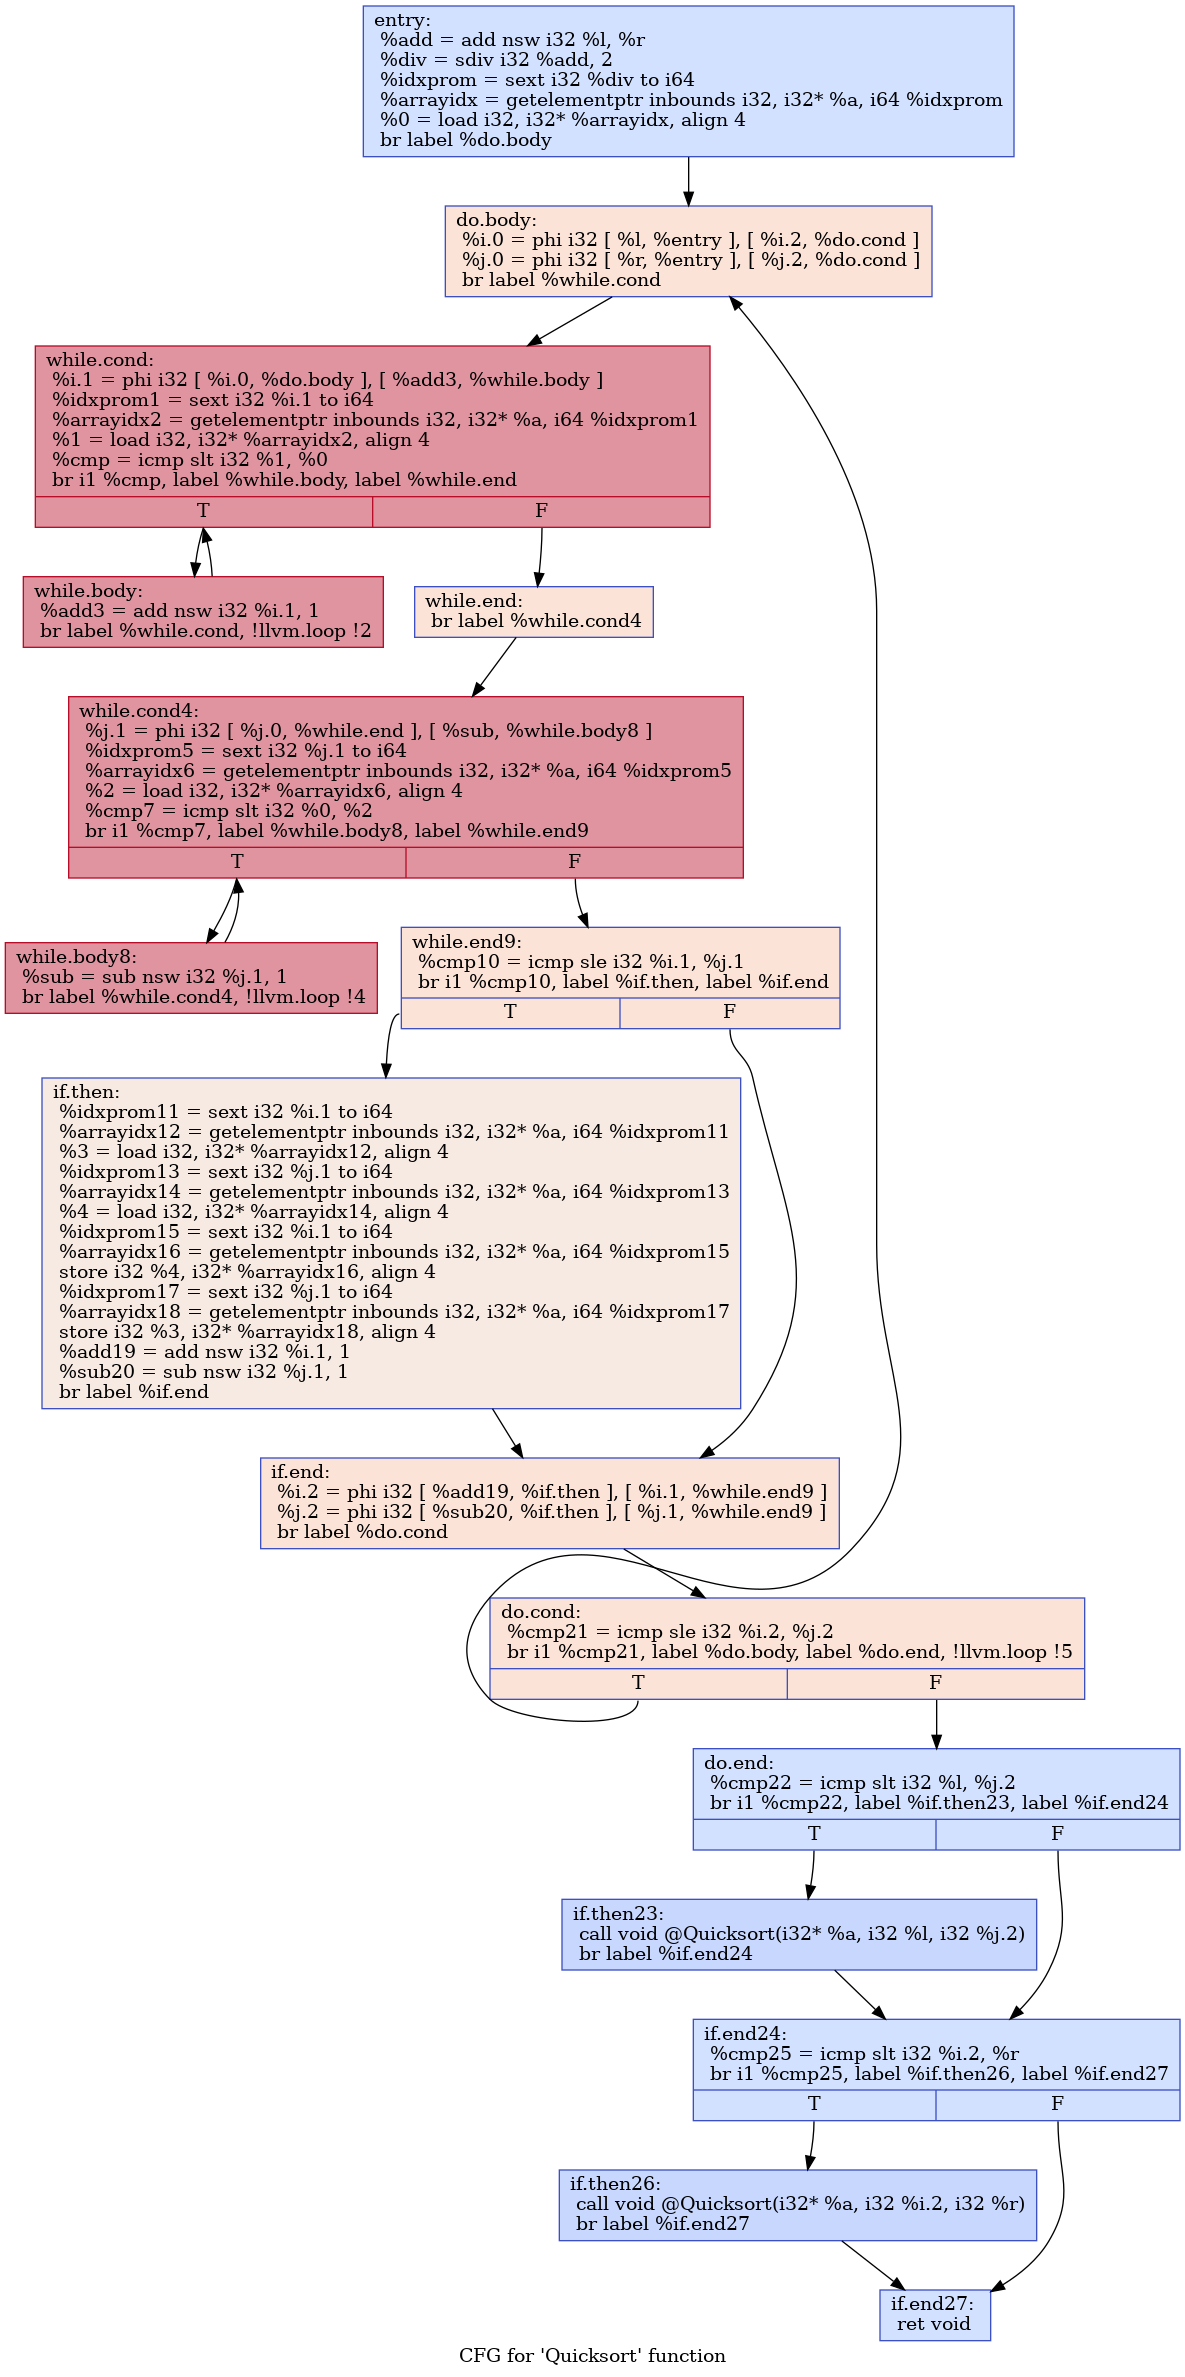 entry:
%add = add nsw i32 %l, %r
%div = sdiv i32 %add, 2
%idxprom = sext i32 %div to i64
%arrayidx = getelementptr inbounds i32, i32* %a, i64 %idxprom
%0 = load i32, i32* %arrayidx, align 4
br label %do.body
do.body:
%i.0 = phi i32 [ %l, %entry ], [ %i.2, %do.cond ]
%j.0 = phi i32 [ %r, %entry ], [ %j.2, %do.cond ]
br label %while.cond
while.cond:
%i.1 = phi i32 [ %i.0, %do.body ], [ %add3, %while.body ]
%idxprom1 = sext i32 %i.1 to i64
%arrayidx2 = getelementptr inbounds i32, i32* %a, i64 %idxprom1
%1 = load i32, i32* %arrayidx2, align 4
%cmp = icmp slt i32 %1, %0
br i1 %cmp, label %while.body, label %while.end
T F
while.body:
%add3 = add nsw i32 %i.1, 1
br label %while.cond, !llvm.loop !2
while.end:
br label %while.cond4
while.cond4:
%j.1 = phi i32 [ %j.0, %while.end ], [ %sub, %while.body8 ]
%idxprom5 = sext i32 %j.1 to i64
%arrayidx6 = getelementptr inbounds i32, i32* %a, i64 %idxprom5
%2 = load i32, i32* %arrayidx6, align 4
%cmp7 = icmp slt i32 %0, %2
br i1 %cmp7, label %while.body8, label %while.end9
T F
while.body8:
%sub = sub nsw i32 %j.1, 1
br label %while.cond4, !llvm.loop !4
while.end9:
%cmp10 = icmp sle i32 %i.1, %j.1
br i1 %cmp10, label %if.then, label %if.end
T F
if.then:
%idxprom11 = sext i32 %i.1 to i64
%arrayidx12 = getelementptr inbounds i32, i32* %a, i64 %idxprom11
%3 = load i32, i32* %arrayidx12, align 4
%idxprom13 = sext i32 %j.1 to i64
%arrayidx14 = getelementptr inbounds i32, i32* %a, i64 %idxprom13
%4 = load i32, i32* %arrayidx14, align 4
%idxprom15 = sext i32 %i.1 to i64
%arrayidx16 = getelementptr inbounds i32, i32* %a, i64 %idxprom15
store i32 %4, i32* %arrayidx16, align 4
%idxprom17 = sext i32 %j.1 to i64
%arrayidx18 = getelementptr inbounds i32, i32* %a, i64 %idxprom17
store i32 %3, i32* %arrayidx18, align 4
%add19 = add nsw i32 %i.1, 1
%sub20 = sub nsw i32 %j.1, 1
br label %if.end
if.end:
%i.2 = phi i32 [ %add19, %if.then ], [ %i.1, %while.end9 ]
%j.2 = phi i32 [ %sub20, %if.then ], [ %j.1, %while.end9 ]
br label %do.cond
do.cond:
%cmp21 = icmp sle i32 %i.2, %j.2
br i1 %cmp21, label %do.body, label %do.end, !llvm.loop !5
T F
do.end:
%cmp22 = icmp slt i32 %l, %j.2
br i1 %cmp22, label %if.then23, label %if.end24
T F
if.then23:
call void @Quicksort(i32* %a, i32 %l, i32 %j.2)
br label %if.end24
if.end24:
%cmp25 = icmp slt i32 %i.2, %r
br i1 %cmp25, label %if.then26, label %if.end27
T F
if.then26:
call void @Quicksort(i32* %a, i32 %i.2, i32 %r)
br label %if.end27
if.end27:
ret void
CFG for 'Quicksort' function